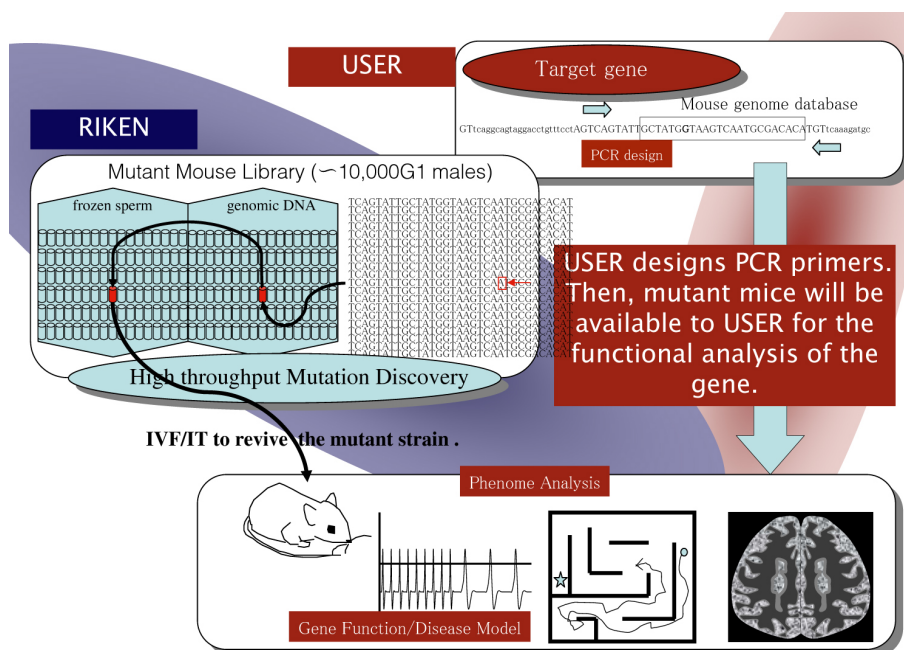 USER
Target gene
Mouse genome database
GTtcaggcagtaggacctgtttcctAGTCAGTATTGCTATGGTAAGTCAATGCGACACATGTtcaaagatgc
PCR design
RIKEN
Mutant Mouse Library (~10,000G1 males)
frozen sperm
genomic DNA
TCAGTATTGCTATGGTAAGTCAATGCGACACAT
N
High throughput Mutation Discovery
USER designs PCR primers.
Then, mutant mice will be
available to USER for the
functional analysis of the
gene.
IVF/IT to revive the mutant strain .
Phenome Analysis
Gene Function/Disease Model